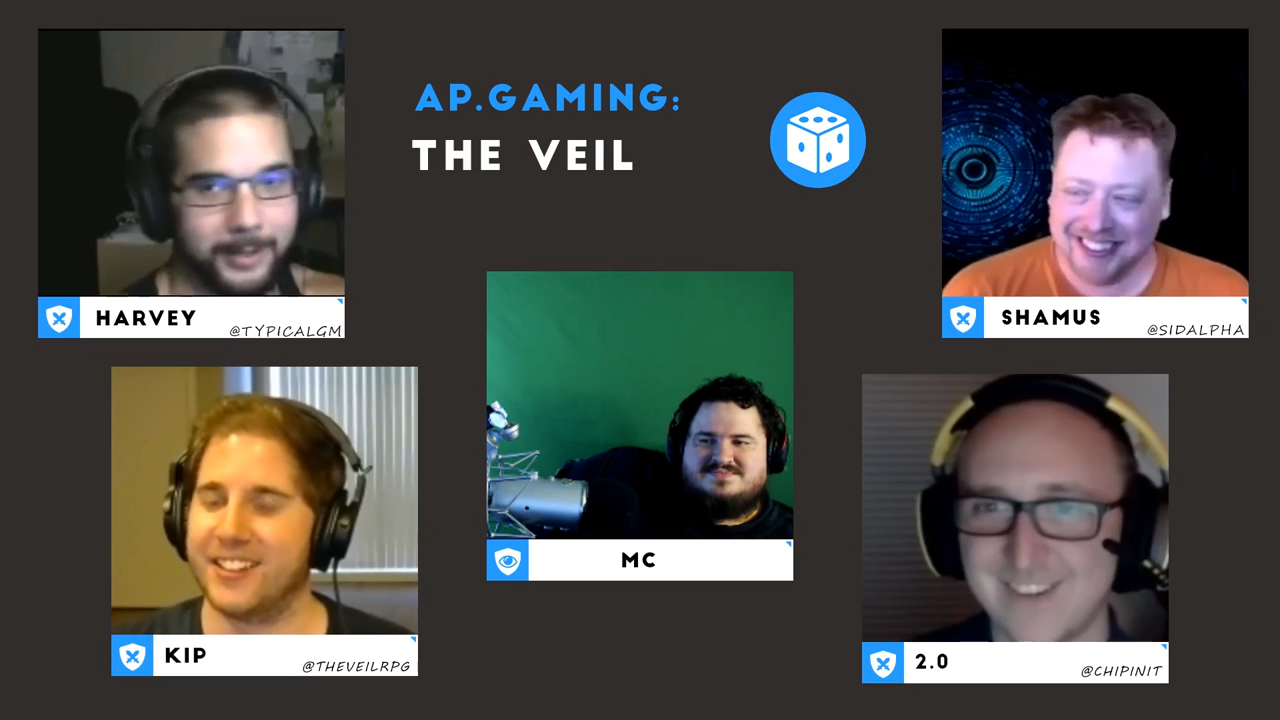 AP.GAMING:
THE VEIL
HARVEY
@TYPICALGM
SHAMUS
@SIDALPHA
MC
KIP
@THEVEILRPG
2.0
@CHIPINIT